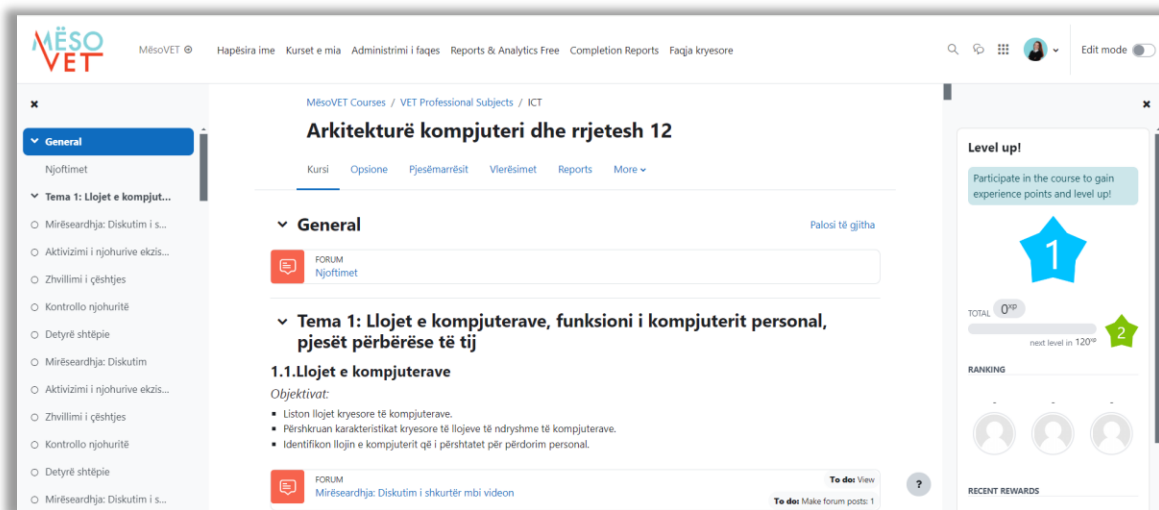 MËSO
VET
MësoVET
Hapësira ime Kurset e mia Administrimi i faqes Reports & Analytics Free Completion Reports Faqja kryesore
Edit mode
General
Njoftimet
Tema 1: Llojet e kompjut...
Mirëseardhja: Diskutim i s...
Aktivizimi i njohurive ekzis...
Zhvillimi i çështjes
Kontrollo njohuritë
Detyrë shtëpie
Mirëseardhja: Diskutim
Aktivizimi i njohurive ekzis...
Zhvillimi i çështjes
Kontrollo njohuritë
Detyrë shtëpie
Mirëseardhja: Diskutim i s...
MësoVET Courses / VET Professional Subjects / ICT
Arkitekturë kompjuteri dhe rrjetesh 12
Kursi Opsione Pjesëmarrësit Vlerësimet Reports More
General
Palosi të gjitha
FORUM
Njoftimet
Tema 1: Llojet e kompjuterave, funksioni i kompjuterit personal,
pjesët përbërëse të tij
1.1.Llojet e kompjuterave
Objektivat:
Liston llojet kryesore të kompjuterave.
Përshkruan karakteristikat kryesore të llojeve të ndryshme të kompjuterave.
Identifikon llojin e kompjuterit që i përshtatet për përdorim personal.
FORUM
Mirëseardhja: Diskutim i shkurtër mbi videon
To do: View
To do: Make forum posts: 1
?
Level up!
Participate in the course to gain
experience points and level up!
1
TOTAL 0xp
2
next level in 120xp
RANKING
- - -
RECENT REWARDS